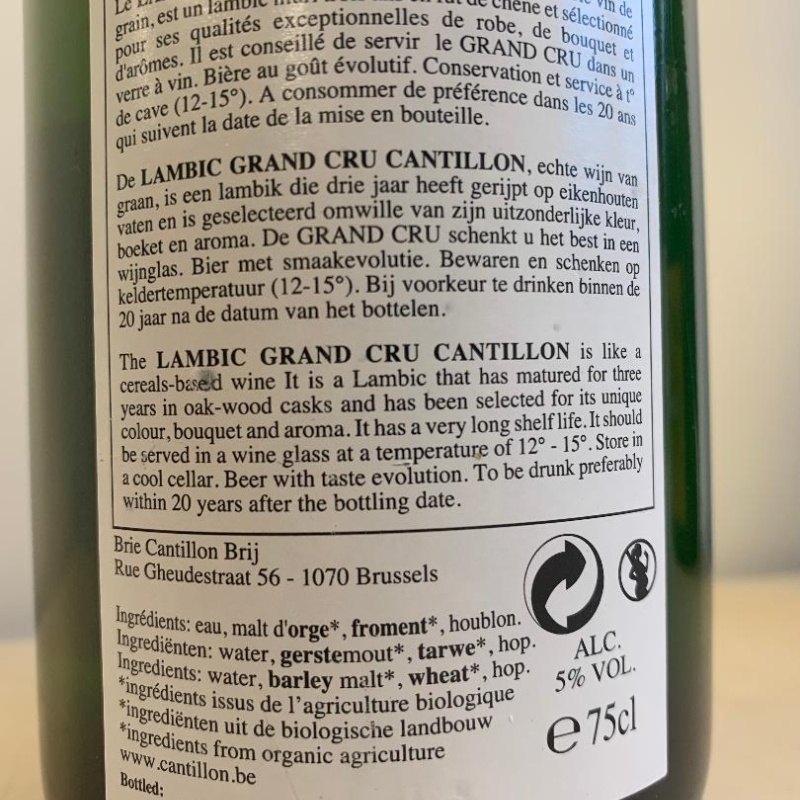 Le
grain, est un lambic chêne et sélectionné
pour ses qualités exceptionnelles de robe, de bouquet et
d'arômes. Il est conseillé de servir le GRAND CRU dans un
verre à vin. Bière au goût évolutif. Conservation et service à t°
de cave (12-15°). A consommer de préférence dans les 20 ans
qui suivent la date de la mise en bouteille.
De LAMBIC GRAND CRU CANTILLON, echte wijn van
graan, is een lambik die drie jaar heeft gerijpt op eikenhouten
vaten en is geselecteerd omwille van zijn uitzonderlijke kleur,
boeket en aroma. De GRAND CRU schenkt u het best in een
wijnglas. Bier met smaakevolutie. Bewaren en schenken op
keldertemperatuur (12-15°). Bij voorkeur te drinken binnen de
20 jaar na de datum van het bottelen.
The LAMBIC GRAND CRU CANTILLON is like a
cereals-based wine It is a Lambic that has matured for three
years in oak-wood casks and has been selected for its unique
colour, bouquet and aroma. It has a very long shelf life. It should
be served in a wine glass at a temperature of 12° - 15°. Store in
a cool cellar. Beer with taste evolution. To be drunk preferably
within 20 years after the bottling date.
Brie Cantillon Brij
Rue Gheudestraat 56 - 1070 Brussels
Ingrédients: eau, malt d'orge*, froment*, houblon.
Ingrediënten: water, gerstemout*, tarwe*, hop.
Ingredients: water, barley malt*, wheat*, hop.
*ingrédients issus de l'agriculture biologique
*ingrediënten uit de biologische landbouw
*ingredients from organic agriculture
www.cantillon.be
Bottled:
ALC.
5% VOL.
e 75cl